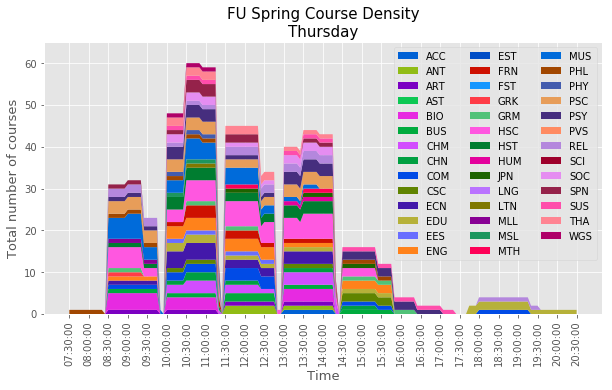 FU Spring Course Density
Thursday
Total number of courses
60
50
40
30
20
10
0
ACC
ANT
ART
AST
BIO
BUS
CHM
CHN
COM
CSC
ECN
EDU
EES
ENG
EST
FRN
FST
GRK
GRM
HSC
HST
HUM
JPN
LNG
LTN
MLL
MSL
MTH
MUS
PHL
PHY
PSC
PSY
PVS
REL
SCI
SOC
SPN
SUS
THA
WGS
07:30:00
08:00:00
08:30:00
09:00:00
09:30:00
10:00:00
10:30:00
11:00:00
11:30:00
12:00:00
12:30:00
13:00:00
13:30:00
14:00:00
14:30:00
15:00:00
15:30:00
16:00:00
16:30:00
17:00:00
17:30:00
18:00:00
18:30:00
19:00:00
19:30:00
20:00:00
20:30:00
Time